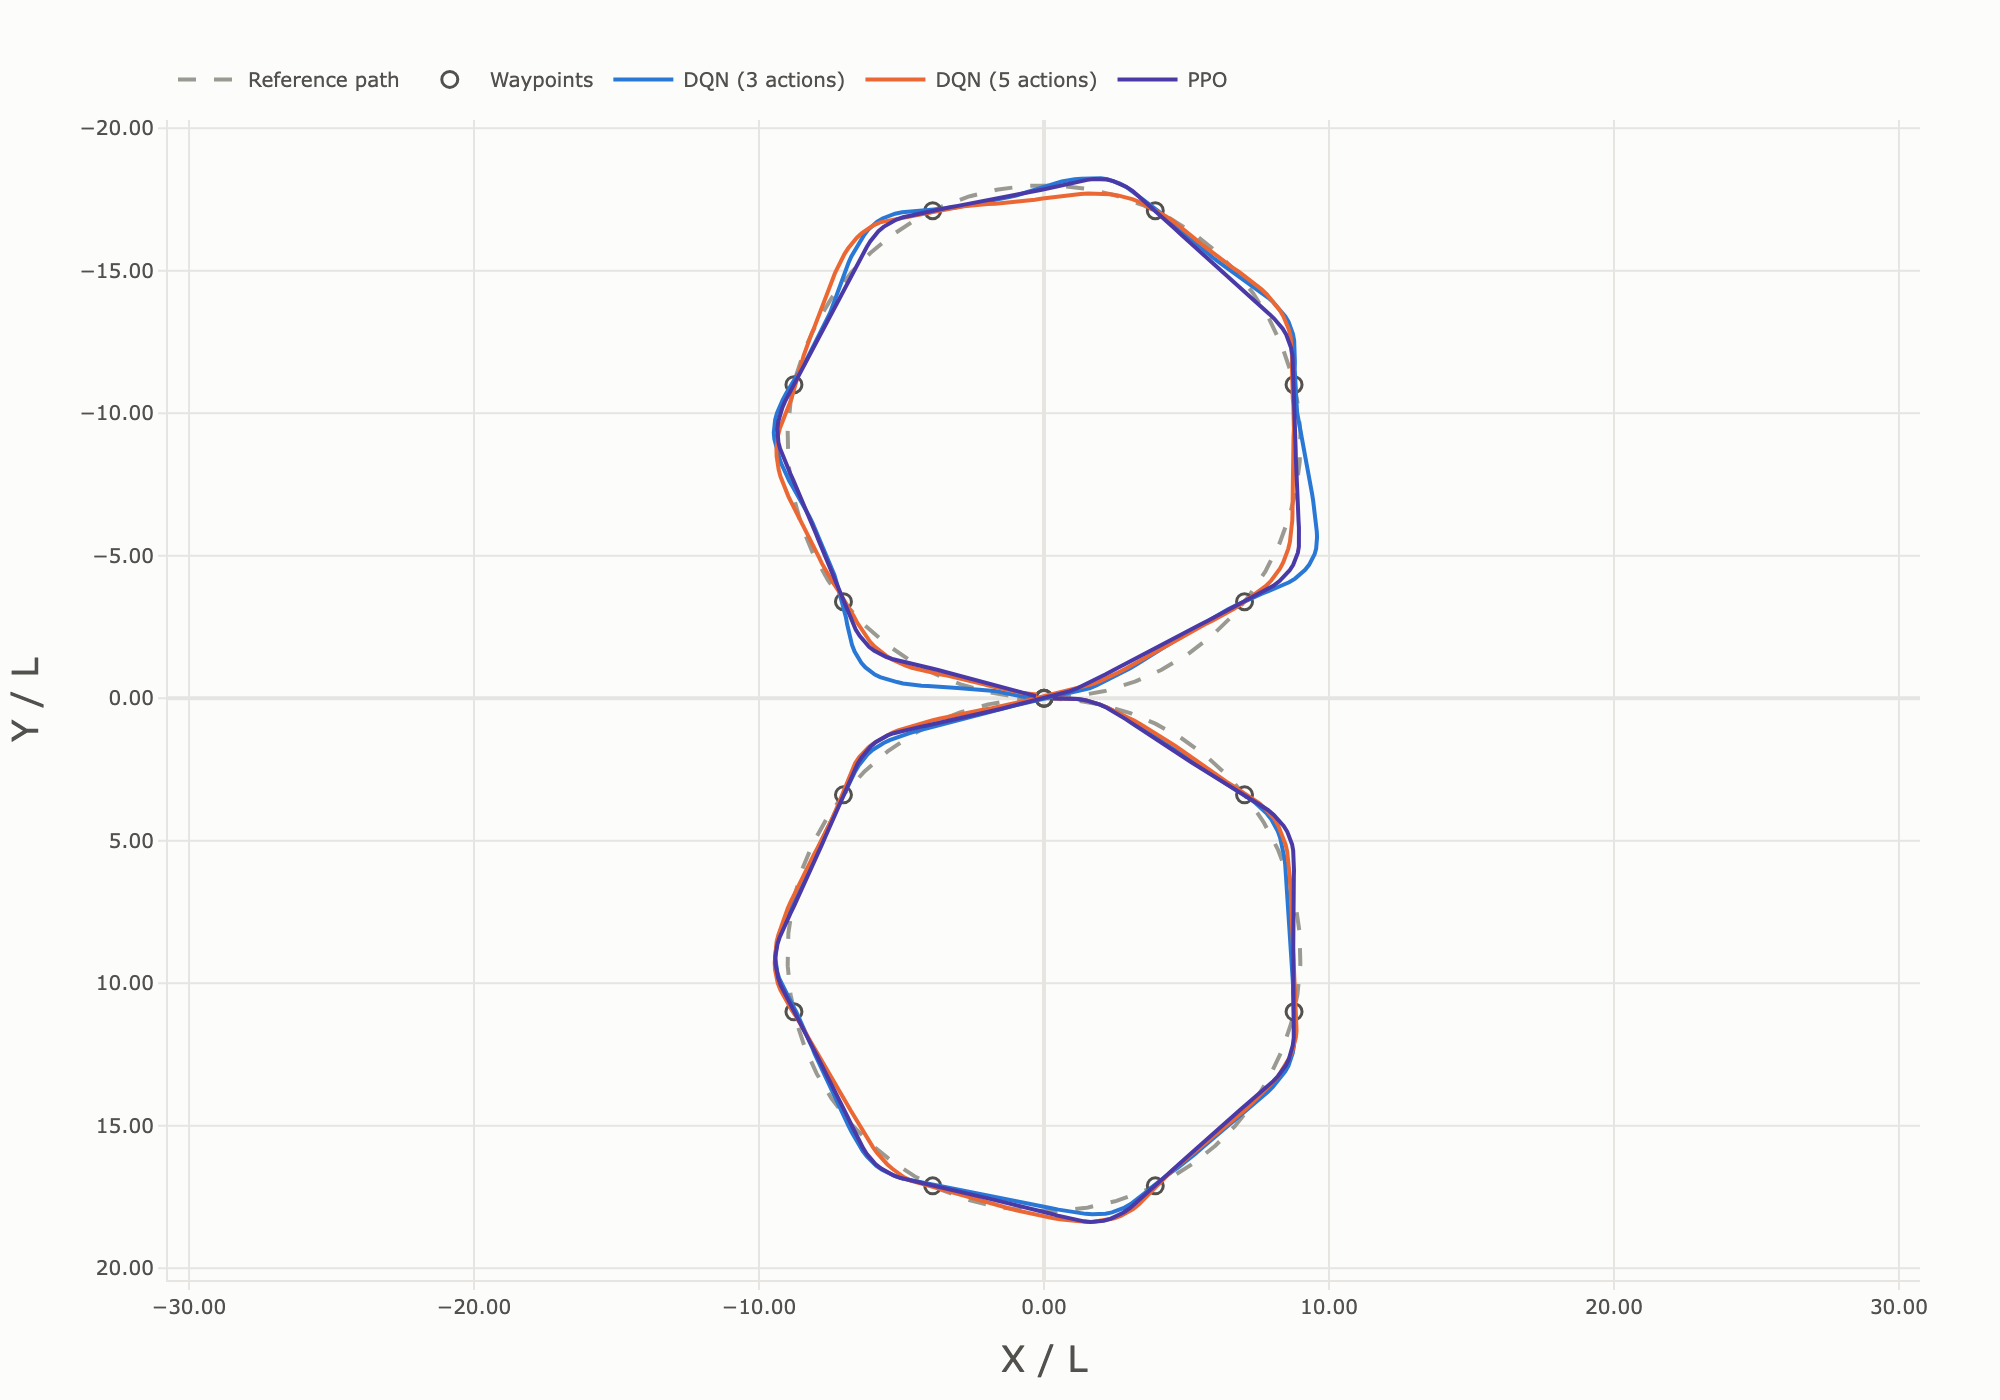 Reference path Waypoints DQN (3 actions) DQN (5 actions) PPO
−20.00
−15.00
−10.00
−5.00
0.00
5.00
10.00
15.00
20.00
Y / L
−30.00 −20.00 −10.00 0.00 10.00 20.00 30.00
X / L